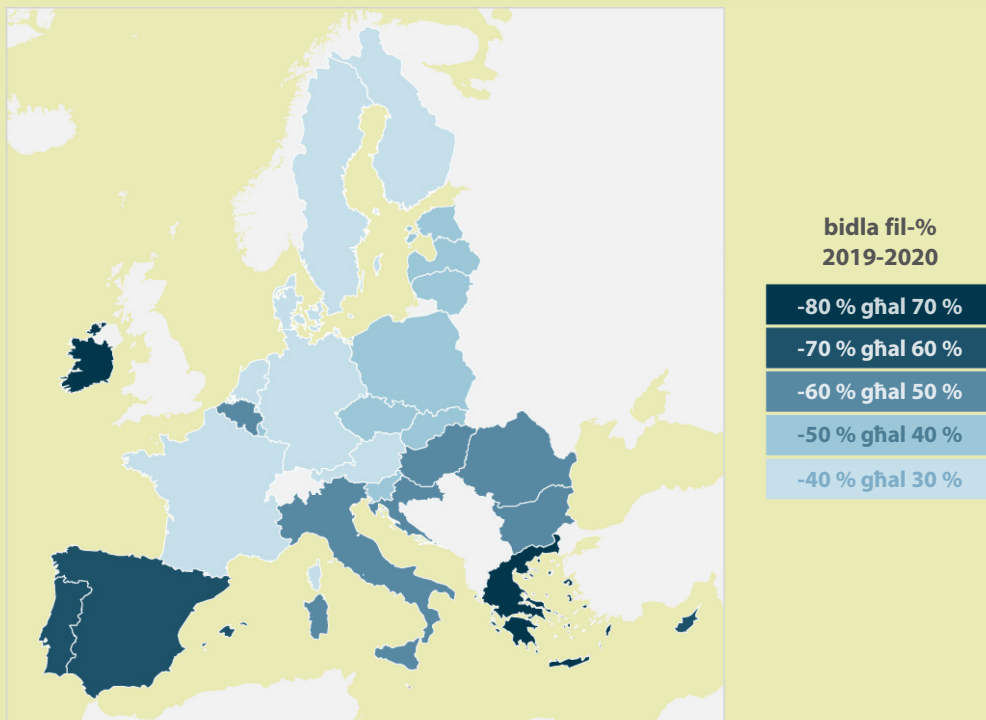 bidla fil-%
2019-2020
-80 % għal 70 %
-70 % għal 60 %
-60 % għal 50 %
-50 % għal 40 %
-40 % għal 30 %